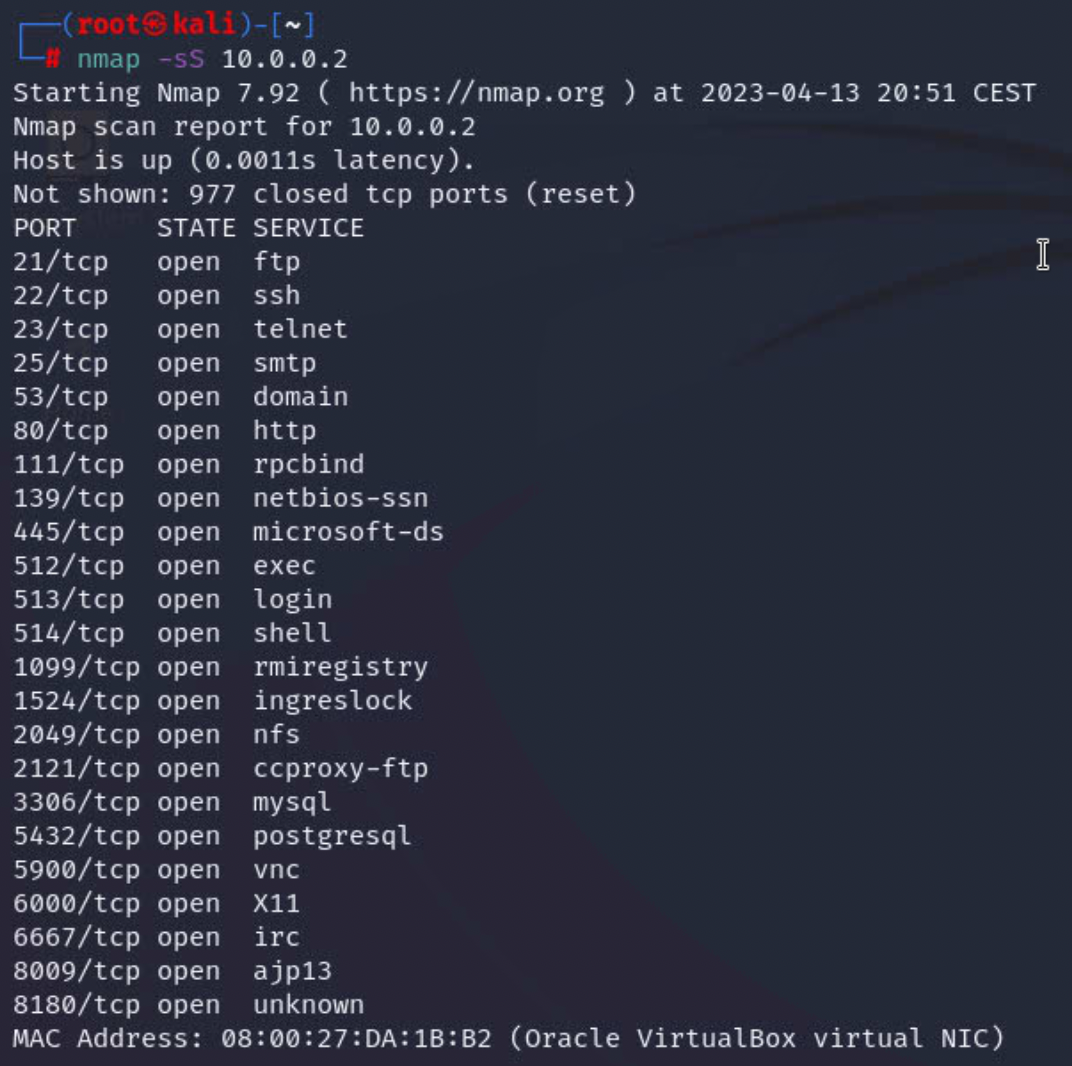 ┌──(root㉿kali)-[~]
└─# nmap -sS 10.0.0.2
Starting Nmap 7.92 ( https://nmap.org ) at 2023-04-13 20:51 CEST
Nmap scan report for 10.0.0.2
Host is up (0.0011s latency).
Not shown: 977 closed tcp ports (reset)
PORT     STATE SERVICE
21/tcp   open  ftp
22/tcp   open  ssh
23/tcp   open  telnet
25/tcp   open  smtp
53/tcp   open  domain
80/tcp   open  http
111/tcp  open  rpcbind
139/tcp  open  netbios-ssn
445/tcp  open  microsoft-ds
512/tcp  open  exec
513/tcp  open  login
514/tcp  open  shell
1099/tcp open  rmiregistry
1524/tcp open  ingreslock
2049/tcp open  nfs
2121/tcp open  ccproxy-ftp
3306/tcp open  mysql
5432/tcp open  postgresql
5900/tcp open  vnc
6000/tcp open  X11
6667/tcp open  irc
8009/tcp open  ajp13
8180/tcp open  unknown
MAC Address: 08:00:27:DA:1B:B2 (Oracle VirtualBox virtual NIC)